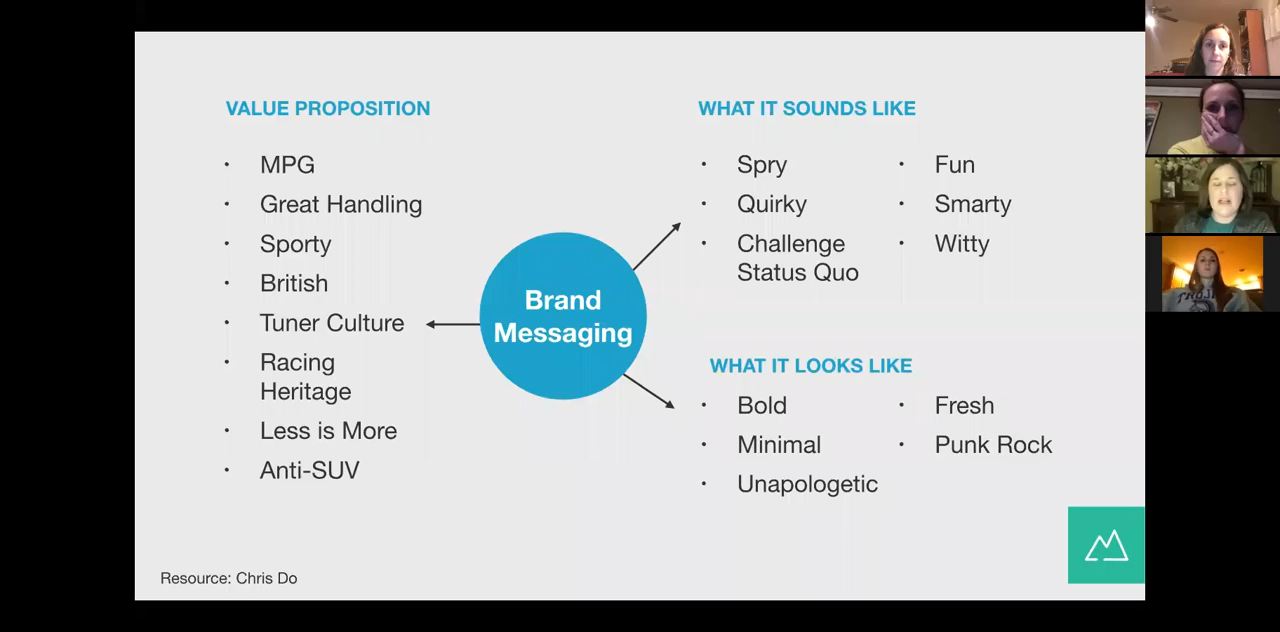 VALUE PROPOSITION
MPG
Great Handling
Sporty
British
Tuner Culture
Racing
Heritage
Less is More
Anti-SUV
Brand
Messaging
WHAT IT SOUNDS LIKE
Spry
Quirky
Challenge
Status Quo
Fun
Smarty
Witty
WHAT IT LOOKS LIKE
Bold
Minimal
Unapologetic
Fresh
Punk Rock
Resource: Chris Do